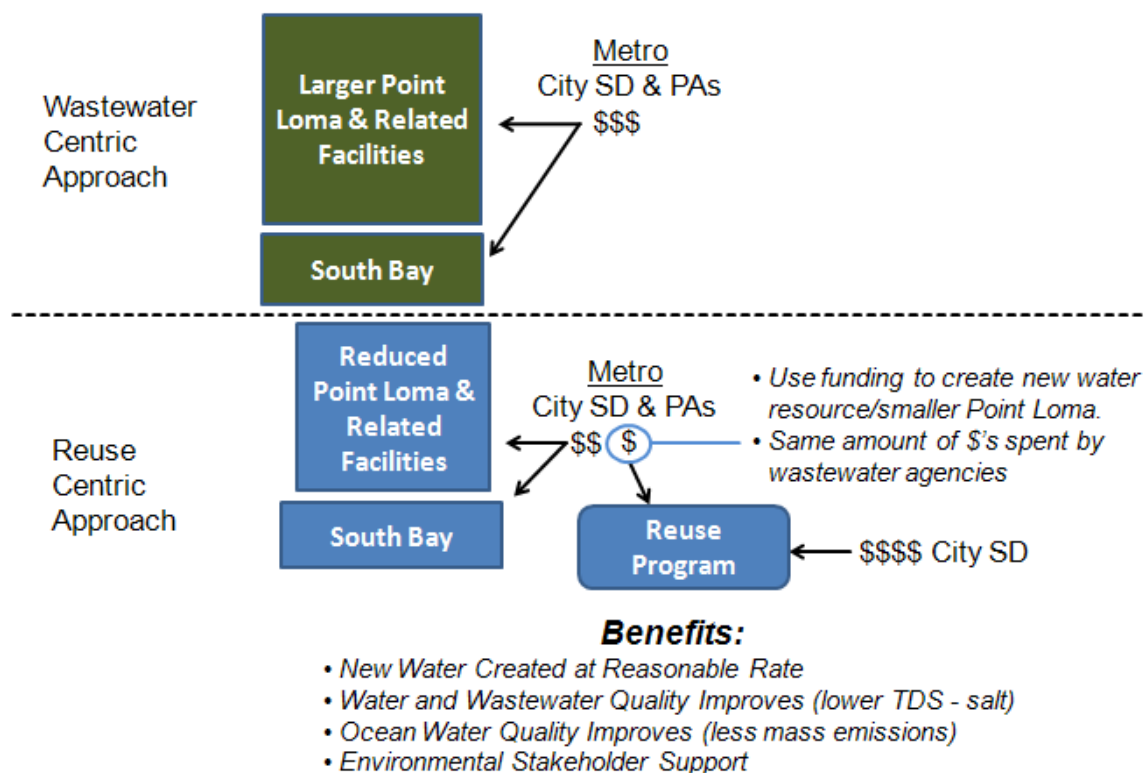 Wastewater
Centric
Approach
Larger Point
Loma & Related
Facilities
South Bay
Metro
City SD & PAs
$$$
Reuse
Centric
Approach
Reduced
Point Loma &
Related
Facilities
South Bay
Metro
City SD & PAs
$$ $
• Use funding to create new water
resource/smaller Point Loma.
• Same amount of $'s spent by
wastewater agencies
Reuse
Program
$$$$ City SD
Benefits:
• New Water Created at Reasonable Rate
• Water and Wastewater Quality Improves (lower TDS - salt)
• Ocean Water Quality Improves (less mass emissions)
• Environmental Stakeholder Support